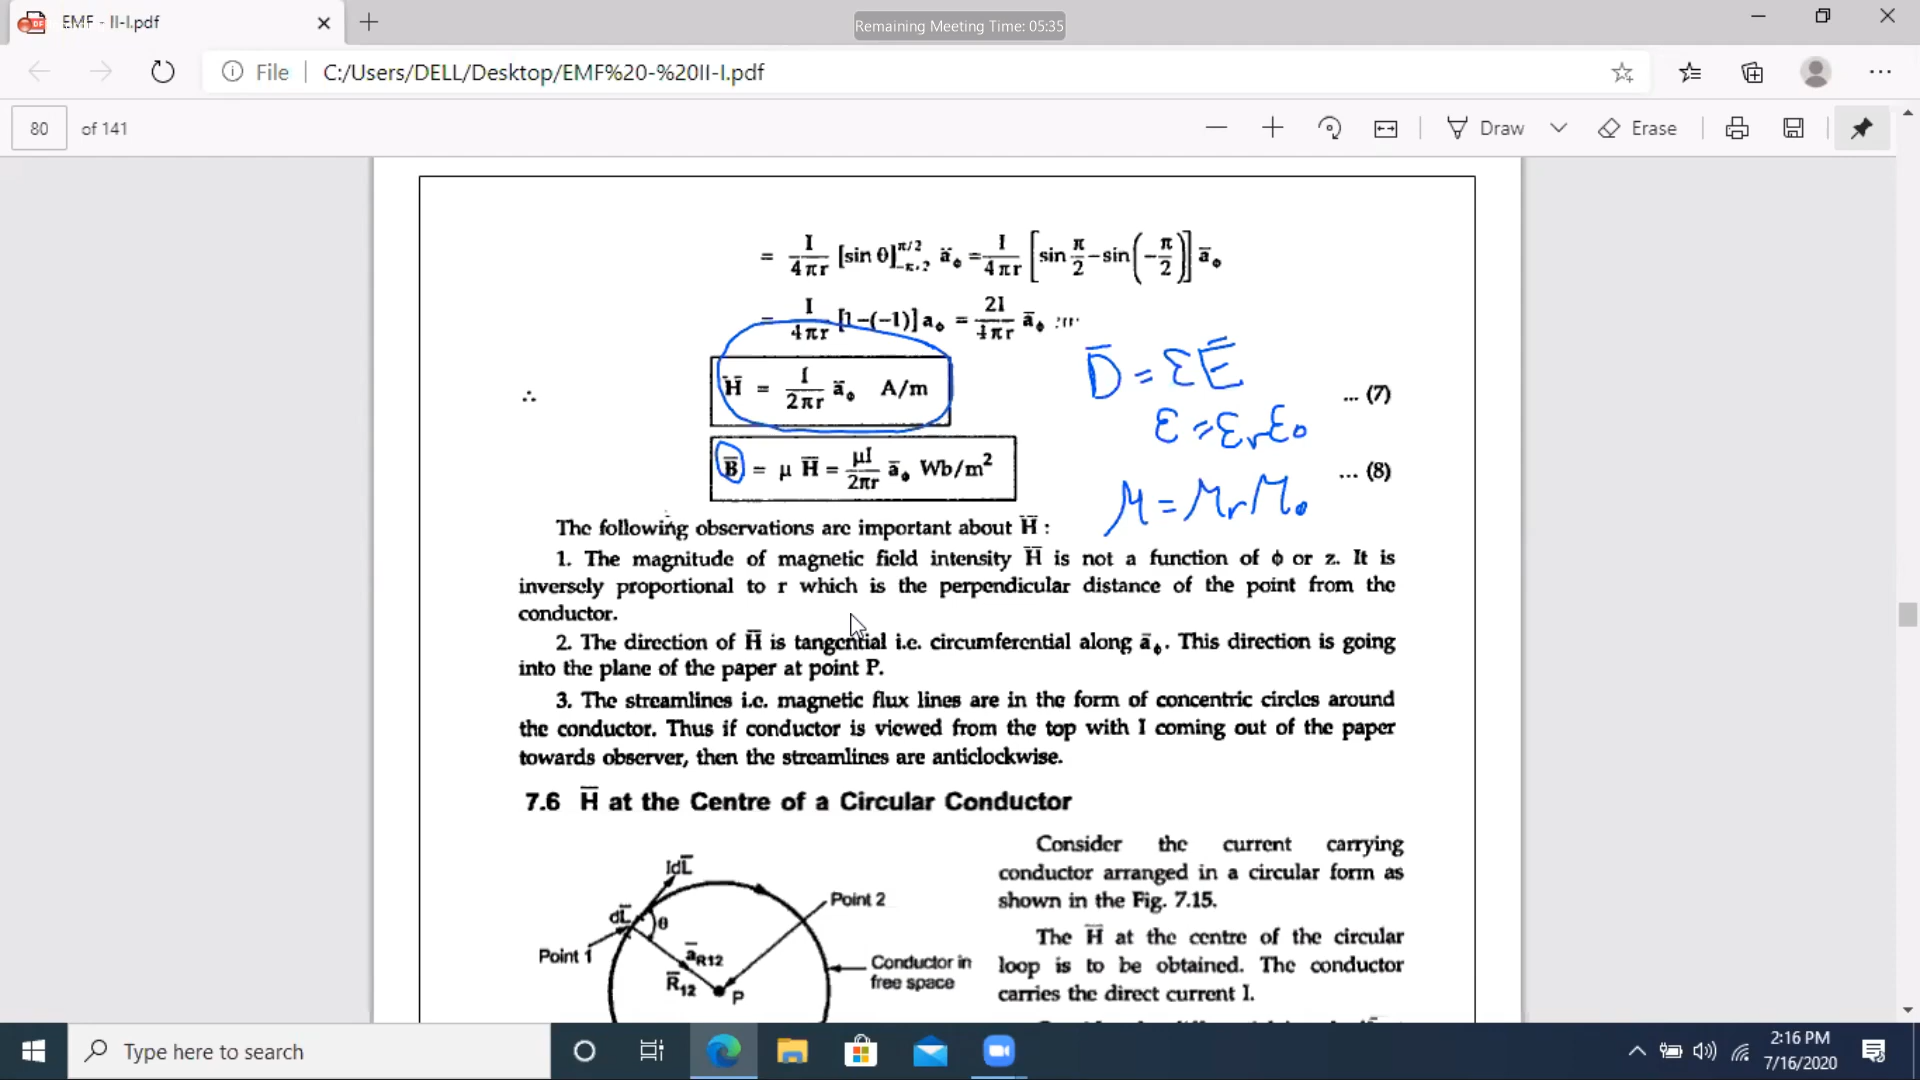 EMF - II-I.pdf
Remaining Meeting Time: 05:35
File
C:/Users/DELL/Desktop/EMF%20-%20II-I.pdf
80 of 141
Draw
Erase
= I/4πr [sin θ]^{π/2}_{-π/2} ā_ϕ = I/4πr [sin π/2 − sin(−π/2)] ā_ϕ
= I/4πr [1−(−1)] a_ϕ = 2I/4πr ā_ϕ
D̄ = εĒ
∴ H̄ = I/2πr ā_ϕ A/m ... (7)
ε = εrε0
B̄ = μ H̄ = μI/2πr ā_ϕ Wb/m² ... (8)
μ = μrμ0
The following observations are important about H̄ :
1. The magnitude of magnetic field intensity H̄ is not a function of ϕ or z. It is
inversely proportional to r which is the perpendicular distance of the point from the
conductor.
2. The direction of H̄ is tangential i.e. circumferential along ā_ϕ. This direction is going
into the plane of the paper at point P.
3. The streamlines i.e. magnetic flux lines are in the form of concentric circles around
the conductor. Thus if conductor is viewed from the top with I coming out of the paper
towards observer, then the streamlines are anticlockwise.
7.6 H̄ at the Centre of a Circular Conductor
IdL̄
dL̄
θ
Point 1
Point 2
ā_R12
R̄_12
P
Conductor in
free space
Consider the current carrying
conductor arranged in a circular form as
shown in the Fig. 7.15.
The H̄ at the centre of the circular
loop is to be obtained. The conductor
carries the direct current I.
Type here to search
2:16 PM
7/16/2020